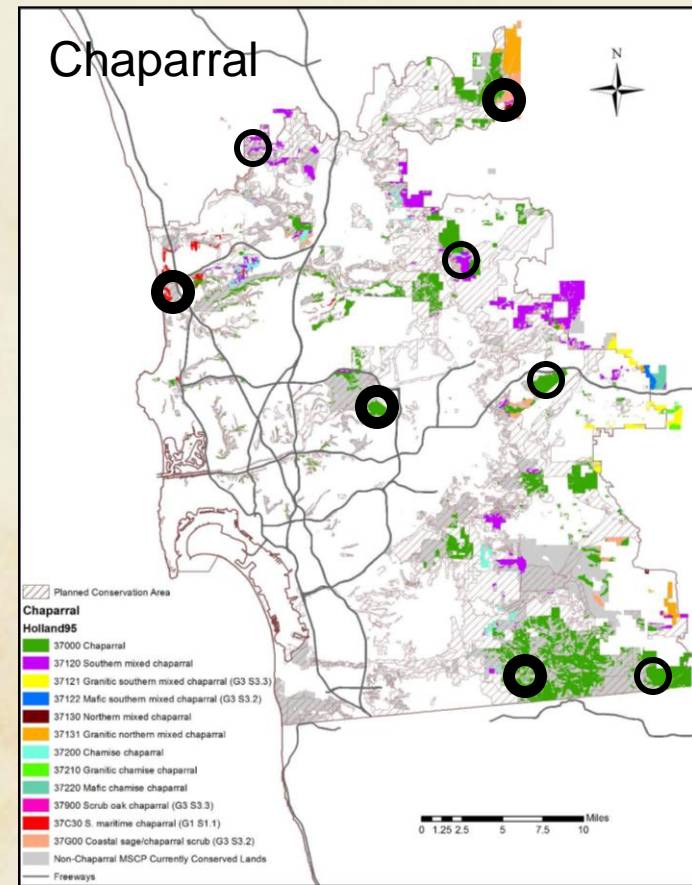 Chaparral
N
Planned Conservation Area
Chaparral
Holland95
37000 Chaparral
37120 Southern mixed chaparral
37121 Granitic southern mixed chaparral (G3 S3.3)
37122 Mafic southern mixed chaparral (G3 S3.2)
37130 Northern mixed chaparral
37131 Granitic northern mixed chaparral
37200 Chamise chaparral
37210 Granitic chamise chaparral
37220 Mafic chamise chaparral
37900 Scrub oak chaparral (G3 S3.3)
37C30 S. maritime chaparral (G1 S1.1)
37G00 Coastal sage/chaparral scrub (G3 S3.2)
Non-Chaparral MSCP Currently Conserved Lands
Freeways
Miles
0 1.25 2.5 5 7.5 10